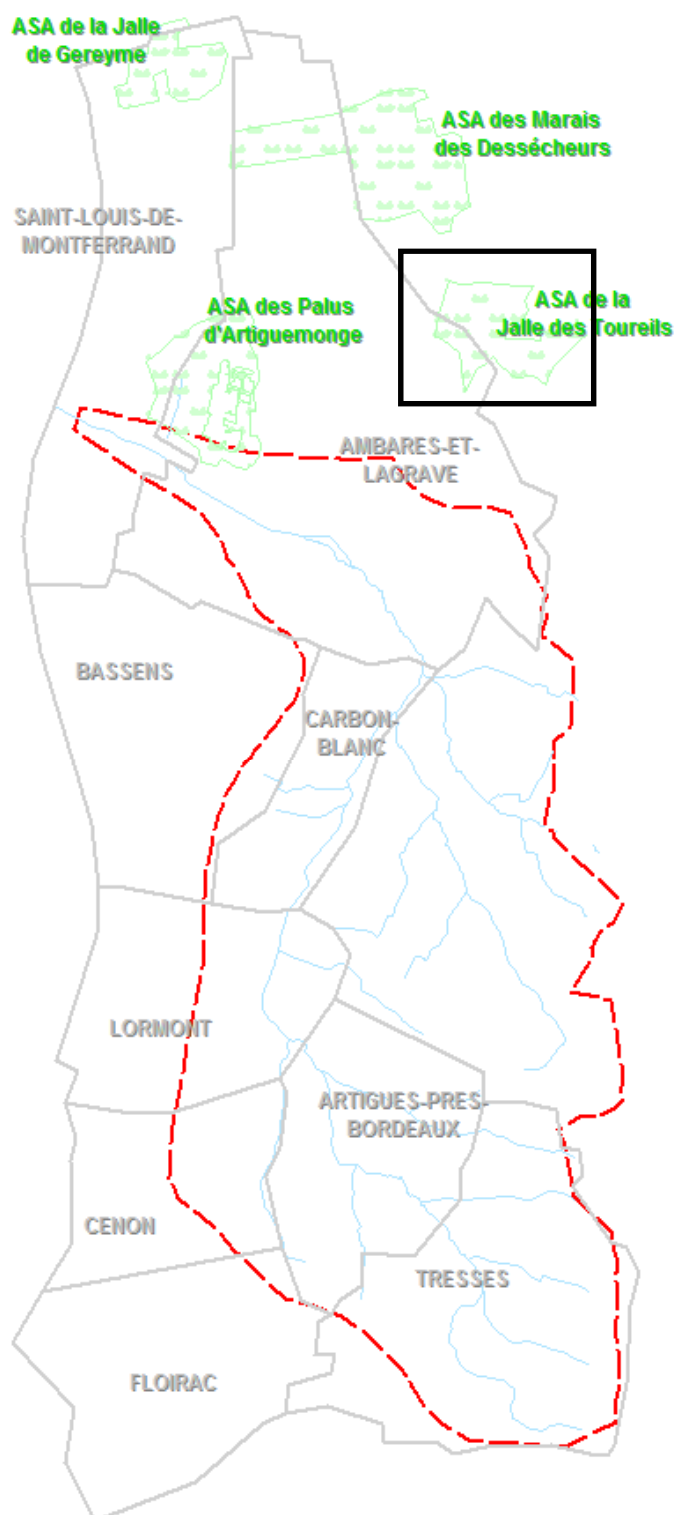 ASA de la Jalle
de Gereyme
ASA des Marais
des Dessécheurs
SAINT-LOUIS-DE-
MONTFERRAND
ASA de la
Jalle des Toureils
ASA des Palus
d'Artiguemonge
AMBARES-ET-
LAGRAVE
BASSENS
CARBON-
BLANC
LORMONT
ARTIGUES-PRES-
BORDEAUX
CENON
TRESSES
FLOIRAC